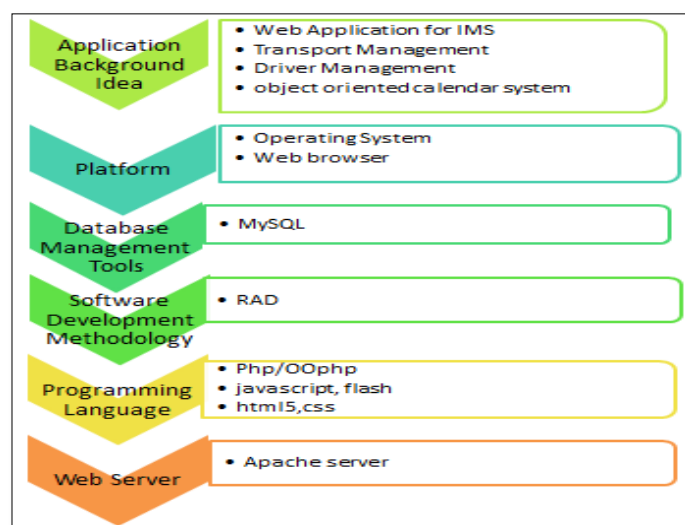 Application
Background
Idea
• Web Application for IMS
• Transport Management
• Driver Management
• object oriented calendar system
Platform
• Operating System
• Web browser
Database
Management
Tools
• MySQL
Software
Development
Methodology
• RAD
Programming
Language
• Php/OOphp
• javascript, flash
• html5,css
Web Server
• Apache server